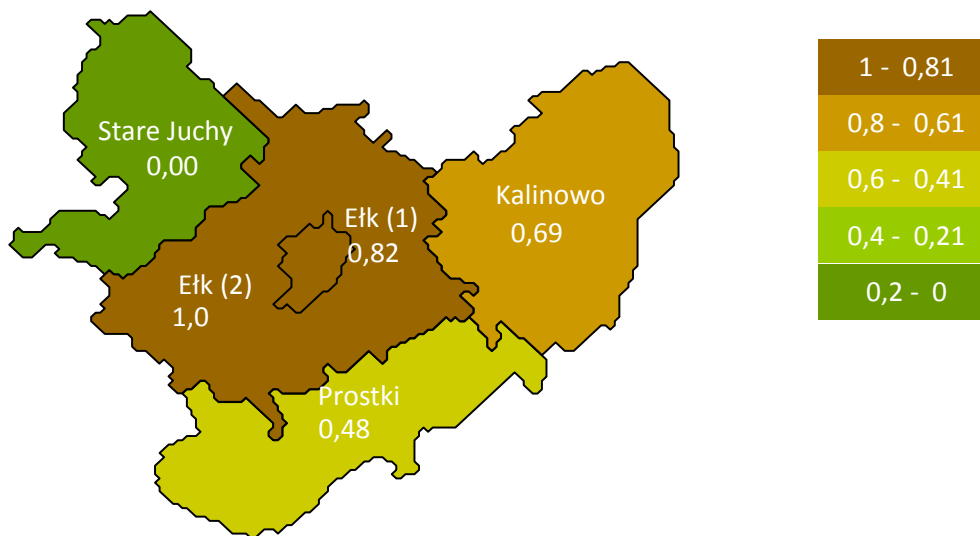 Stare Juchy
0,00
Ełk (1)
0,82
Ełk (2)
1,0
Kalinowo
0,69
Prostki
0,48
1 - 0,81
0,8 - 0,61
0,6 - 0,41
0,4 - 0,21
0,2 - 0